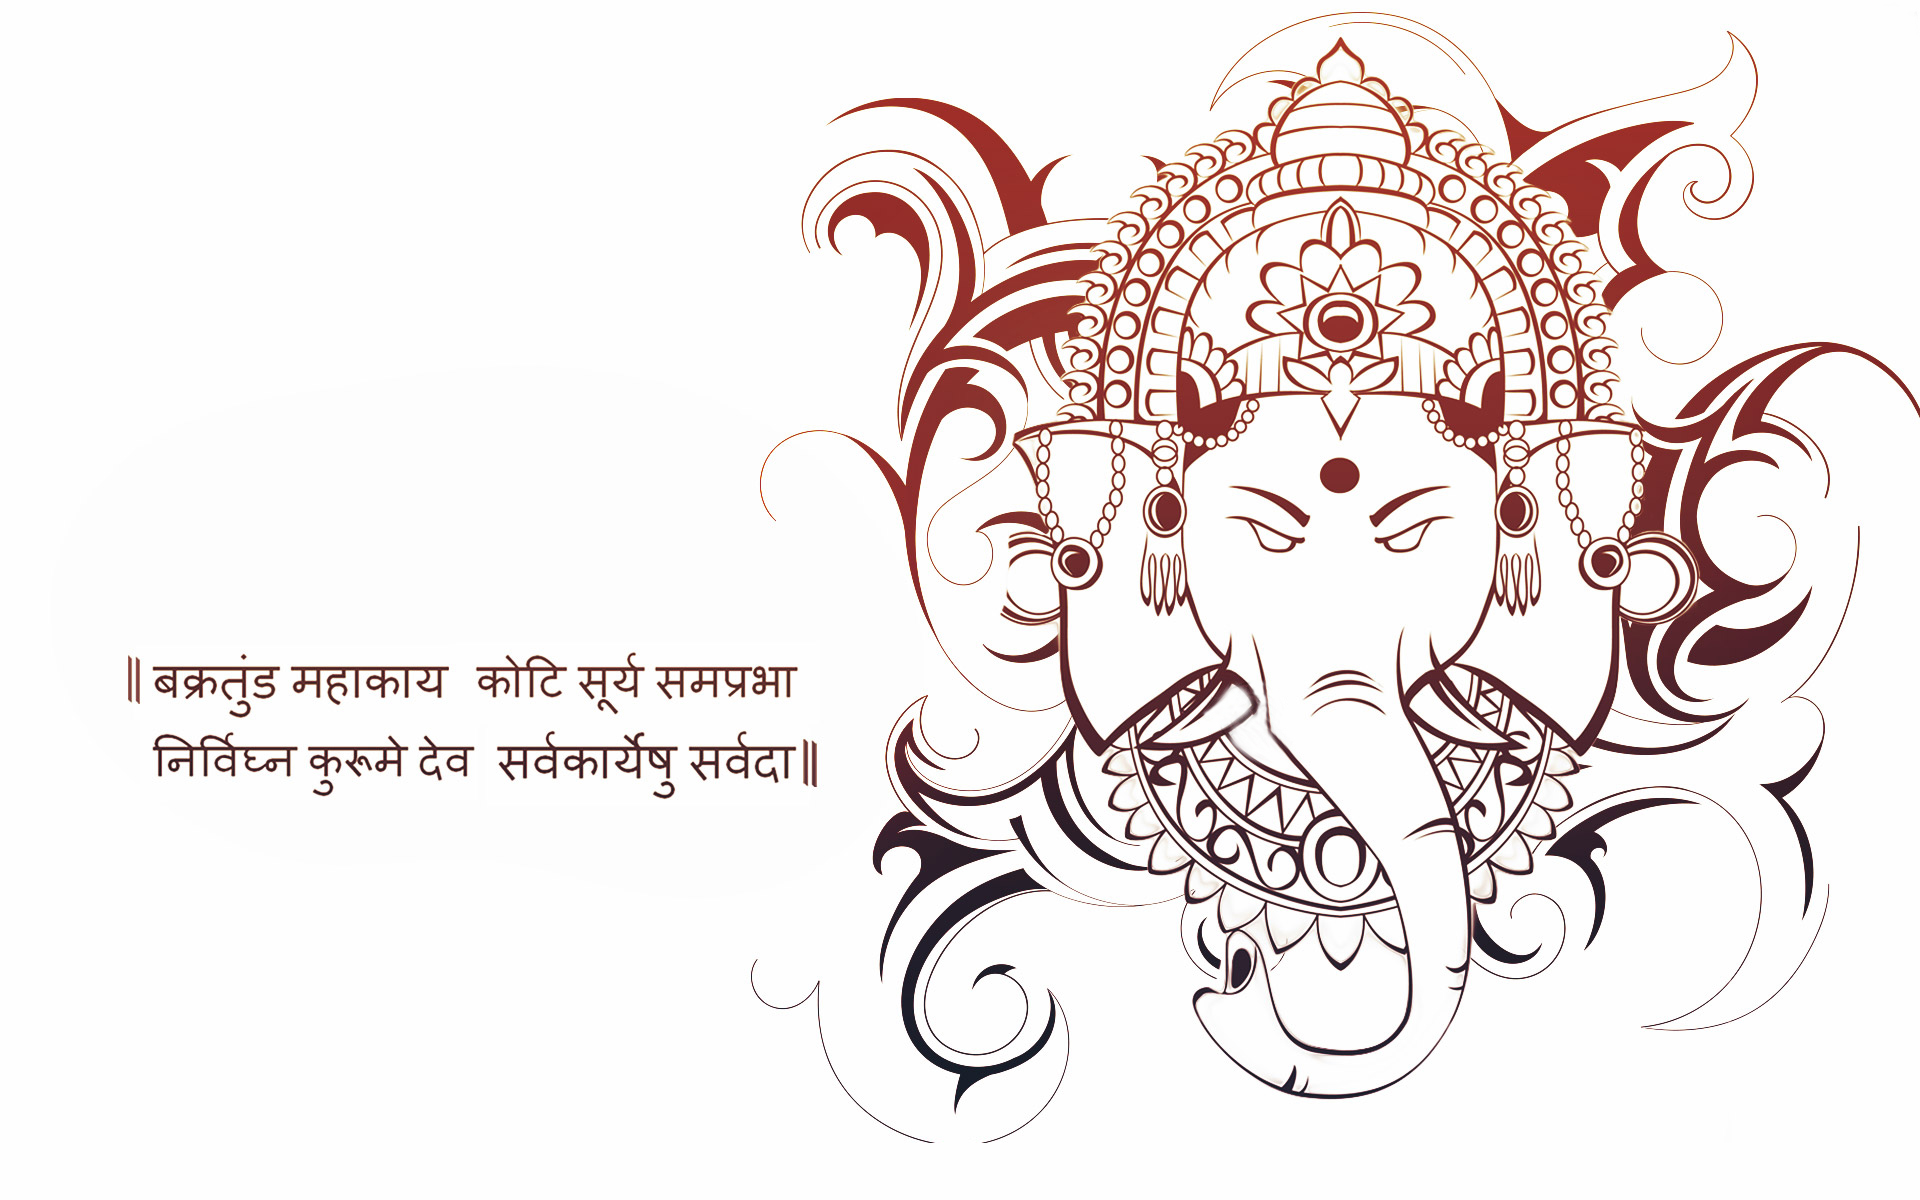 ॥ बक्रतुंड महाकाय कोटि सूर्य समप्रभा
निर्विघ्न कुरूमे देव सर्वकार्येषु सर्वदा॥